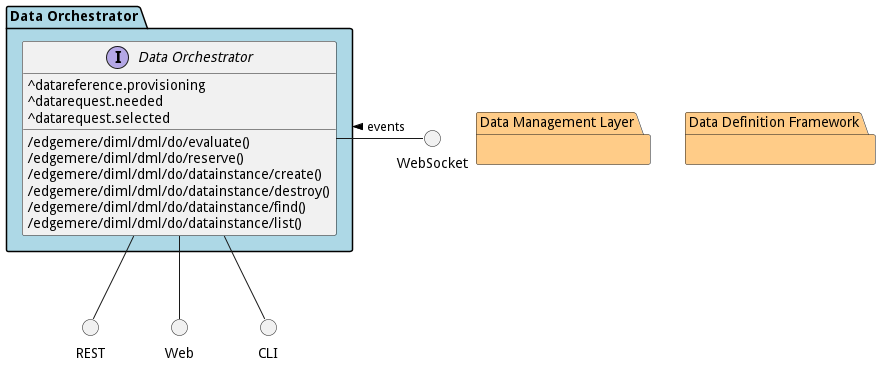 Data Orchestrator
I Data Orchestrator
^datareference.provisioning
^datarequest.needed
^datarequest.selected
/edgemere/diml/dml/do/evaluate()
/edgemere/diml/dml/do/reserve()
/edgemere/diml/dml/do/datainstance/create()
/edgemere/diml/dml/do/datainstance/destroy()
/edgemere/diml/dml/do/datainstance/find()
/edgemere/diml/dml/do/datainstance/list()
events
WebSocket
Data Management Layer
Data Definition Framework
REST
Web
CLI